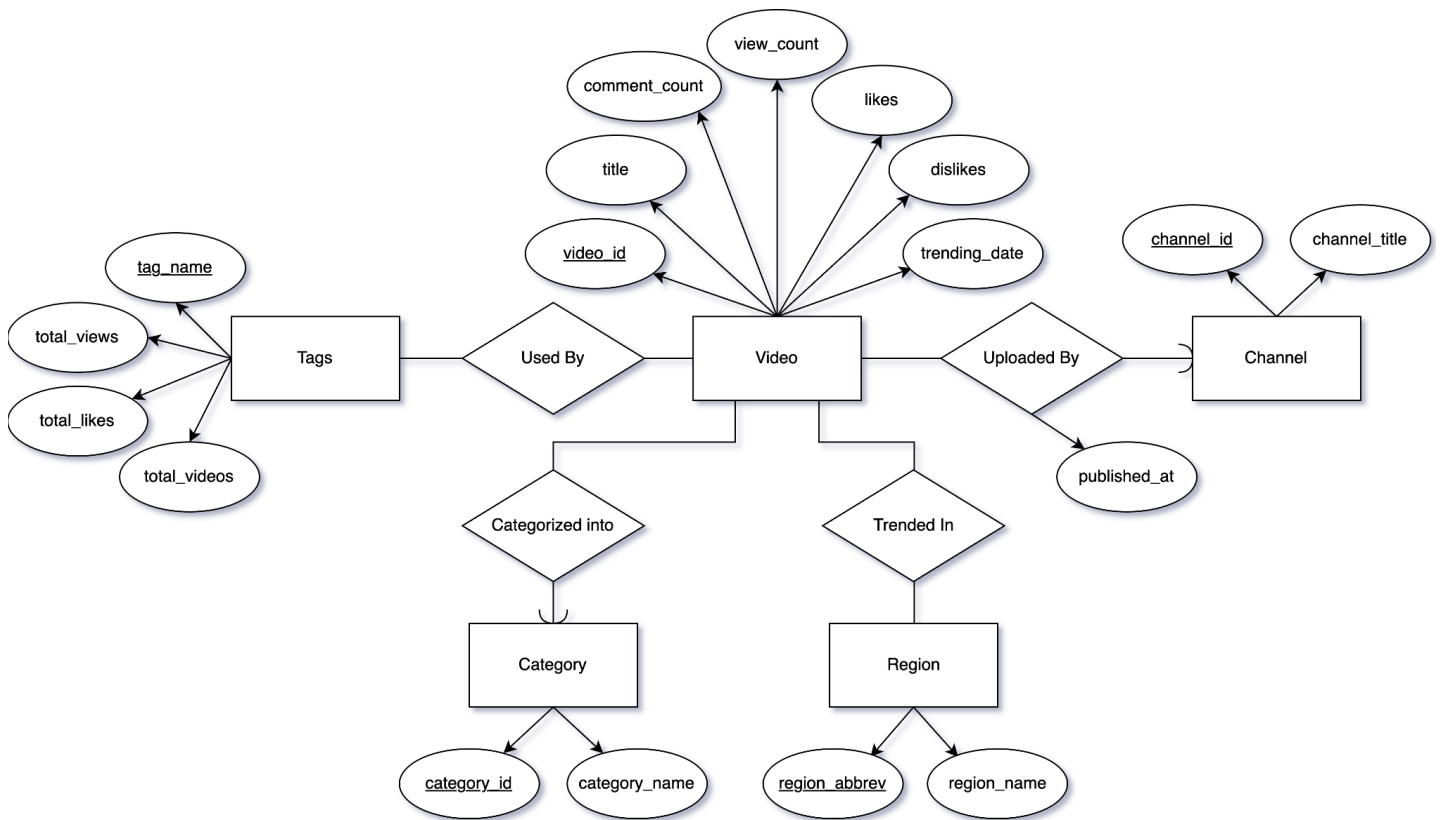 view_count
comment_count
likes
title
dislikes
video_id
trending_date
channel_id
channel_title
tag_name
total_views
total_likes
total_videos
Tags
Used By
Video
Uploaded By
Channel
published_at
Categorized into
Trended In
Category
Region
category_id
category_name
region_abbrev
region_name